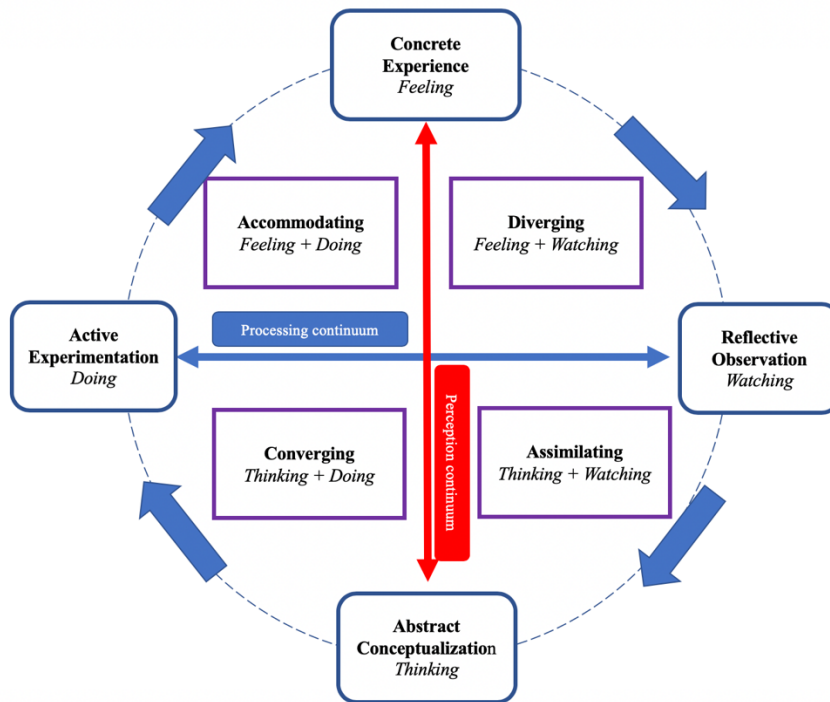 Concrete
Experience
Feeling
Accommodating
Feeling + Doing
Diverging
Feeling + Watching
Processing continuum
Active
Experimentation
Doing
Reflective
Observation
Watching
Perception continuum
Converging
Thinking + Doing
Assimilating
Thinking + Watching
Abstract
Conceptualization
Thinking